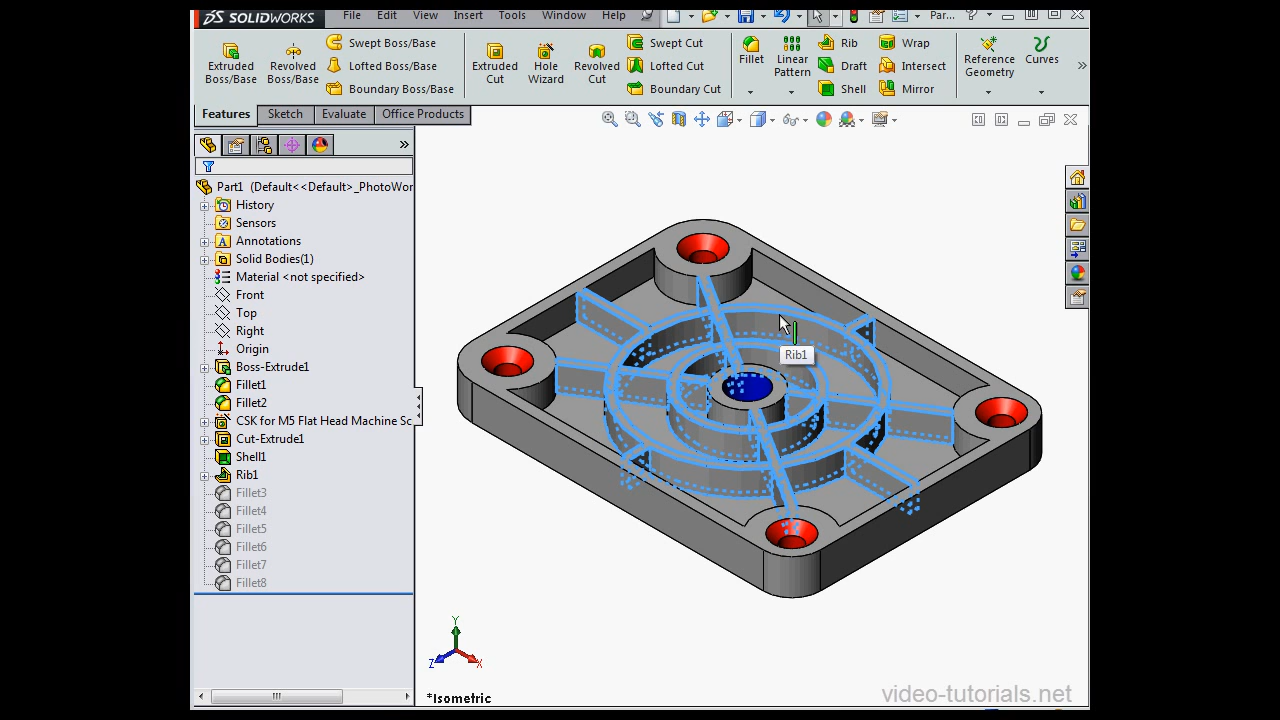 SOLIDWORKS File Edit View Insert Tools Window Help Par... ?
Extruded Boss/Base
Revolved Boss/Base
Swept Boss/Base
Lofted Boss/Base
Boundary Boss/Base
Extruded Cut
Hole Wizard
Revolved Cut
Swept Cut
Lofted Cut
Boundary Cut
Fillet
Linear Pattern
Rib
Draft
Shell
Wrap
Intersect
Mirror
Reference Geometry
Curves
Features Sketch Evaluate Office Products
Part1 (Default<<Default>_PhotoWor
History
Sensors
A Annotations
Solid Bodies(1)
Material <not specified>
Front
Top
Right
Origin
Boss-Extrude1
Fillet1
Fillet2
CSK for M5 Flat Head Machine Sc
Cut-Extrude1
Shell1
Rib1
Fillet3
Fillet4
Fillet5
Fillet6
Fillet7
Fillet8
Rib1
Y
Z X
*Isometric
video-tutorials.net